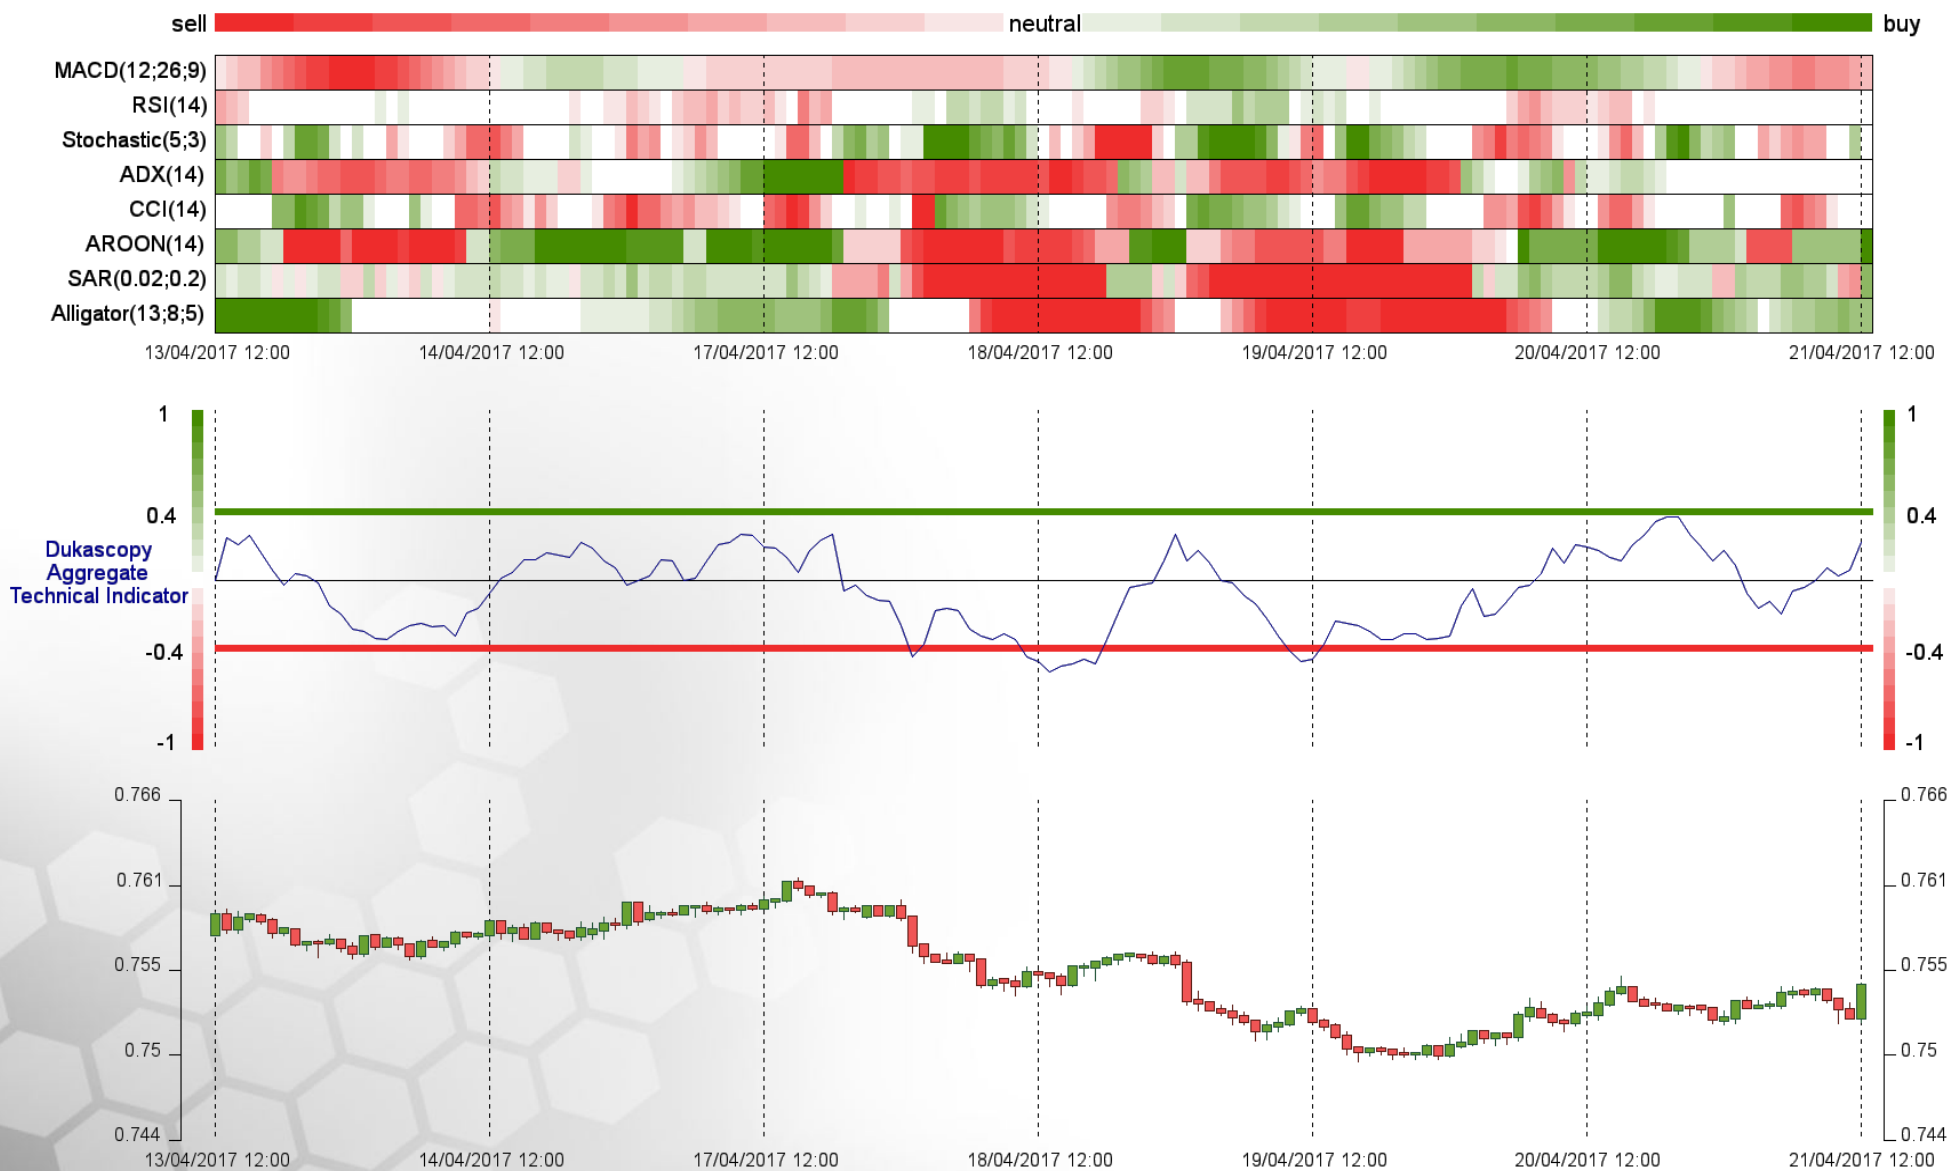 sell neutral buy
MACD(12;26;9)
RSI(14)
Stochastic(5;3)
ADX(14)
CCI(14)
AROON(14)
SAR(0.02;0.2)
Alligator(13;8;5)
13/04/2017 12:00 14/04/2017 12:00 17/04/2017 12:00 18/04/2017 12:00 19/04/2017 12:00 20/04/2017 12:00 21/04/2017 12:00
1 1
0.4 0.4
Dukascopy
Aggregate
Technical Indicator
-0.4 -0.4
-1 -1
0.766 0.766
0.761 0.761
0.755 0.755
0.75 0.75
0.744 0.744
13/04/2017 12:00 14/04/2017 12:00 17/04/2017 12:00 18/04/2017 12:00 19/04/2017 12:00 20/04/2017 12:00 21/04/2017 12:00